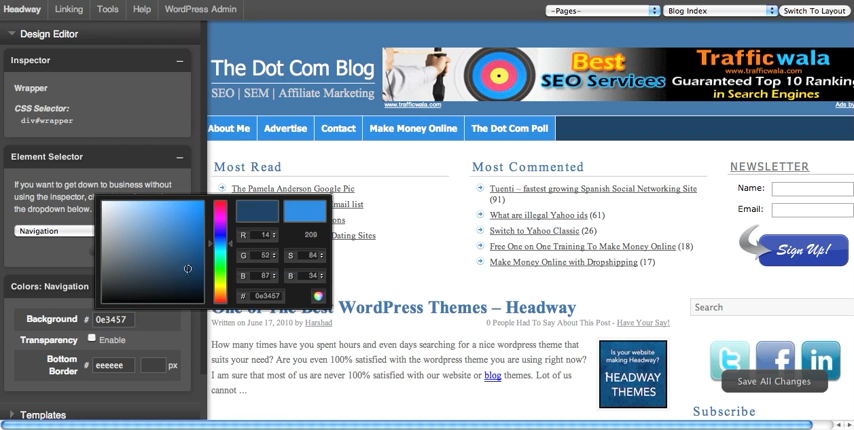 Headway Linking Tools Help WordPress Admin -Pages- Blog Index Switch To Layout
Design Editor
Inspector
Wrapper
CSS Selector:
div#wrapper
Element Selector
If you want to get down to business without
using the inspector, c
the dropdown below.
Navigation
R 14 209
G 52 S 84
B 87 B 34
# 0e3457
Colors: Navigation
Background # 0e3457
Transparency Enable
Bottom
Border # eeeeee px
Templates
The Dot Com Blog
SEO | SEM | Affiliate Marketing
Best
SEO Services
www.trafficwala.com
Trafficwala
www.trafficwala.com
Guaranteed Top 10 Ranking
in Search Engines
Ads by
About Me Advertise Contact Make Money Online The Dot Com Poll
Most Read
The Pamela Anderson Google Pic
mail list
ons
Dating Sites
Most Commented
Tuenti – fastest growing Spanish Social Networking Site
(91)
What are illegal Yahoo ids (61)
Switch to Yahoo Classic (26)
Free One on One Training To Make Money Online (18)
Make Money Online with Dropshipping (17)
NEWSLETTER
Name:
Email:
Sign Up!
One of The Best WordPress Themes – Headway
Written on June 17, 2010 by Harshad 0 People Had To Say About This Post - Have Your Say!
How many times have you spent hours and even days searching for a nice wordpress theme that
suits your need? Are you even 100% satisfied with the wordpress theme you are using right now?
I am sure that most of us are never 100% satisfied with our website or blog themes. Lot of us
cannot ...
Is your website
making Headway?
HEADWAY
THEMES
Search
t f in
Save All Changes
Subscribe